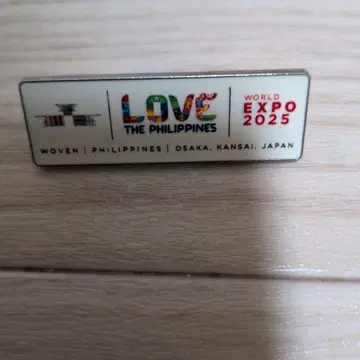 LOVE
THE PHILIPPINES
WORLD
EXPO
2025
WOVEN | PHILIPPINES | OSAKA, KANSAI, JAPAN